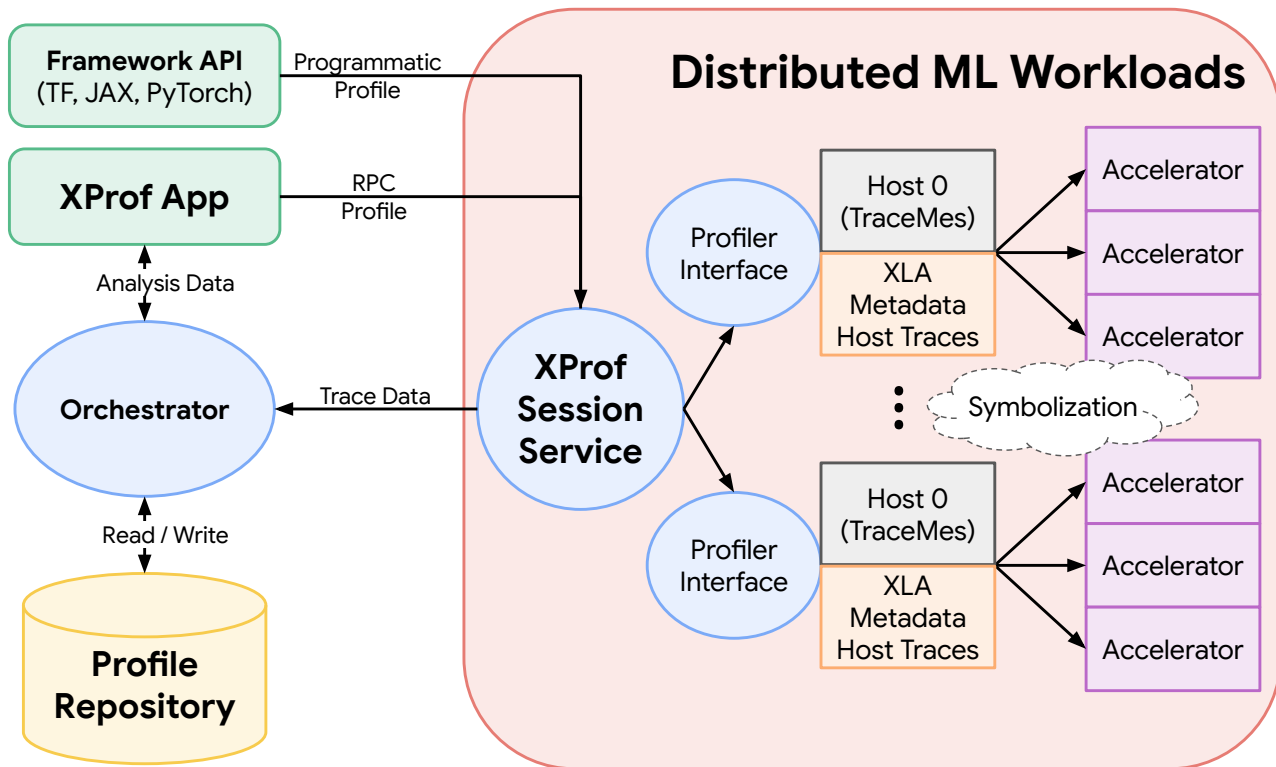 Framework API
(TF, JAX, PyTorch)
Programmatic
Profile
XProf App
RPC
Profile
Analysis Data
Orchestrator
Trace Data
Read / Write
Profile
Repository
Distributed ML Workloads
XProf
Session
Service
Profiler
Interface
Host 0
(TraceMes)
XLA
Metadata
Host Traces
Accelerator
Accelerator
Accelerator
Symbolization
Profiler
Interface
Host 0
(TraceMes)
XLA
Metadata
Host Traces
Accelerator
Accelerator
Accelerator